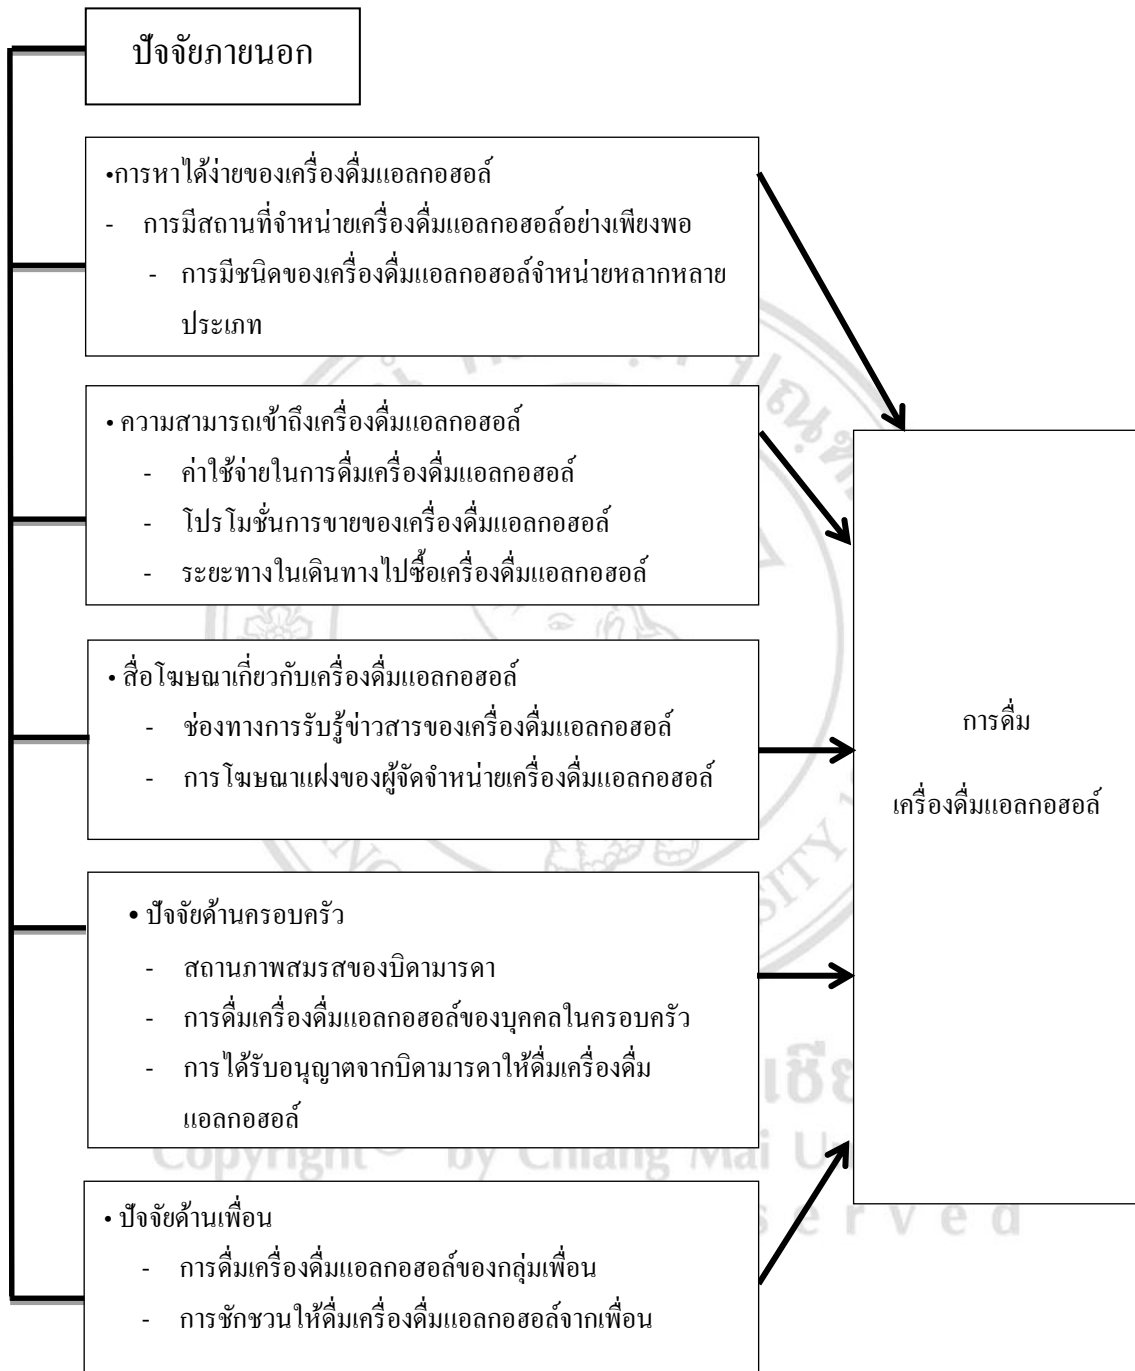 ปัจจัยภายนอก
•การหาได้ง่ายของเครื่องดื่มแอลกอฮอล์
- การมีสถานที่จำหน่ายเครื่องดื่มแอลกอฮอล์อย่างเพียงพอ
- การมีชนิดของเครื่องดื่มแอลกอฮอล์จำหน่ายหลากหลาย
ประเภท
• ความสามารถเข้าถึงเครื่องดื่มแอลกอฮอล์
- ค่าใช้จ่ายในการดื่มเครื่องดื่มแอลกอฮอล์
- โปรโมชั่นการขายของเครื่องดื่มแอลกอฮอล์
- ระยะทางในเดินทางไปซื้อเครื่องดื่มแอลกอฮอล์
• สื่อโฆษณาเกี่ยวกับเครื่องดื่มแอลกอฮอล์
- ช่องทางการรับรู้ข่าวสารของเครื่องดื่มแอลกอฮอล์
- การโฆษณาแฝงของผู้จัดจำหน่ายเครื่องดื่มแอลกอฮอล์
• ปัจจัยด้านครอบครัว
- สถานภาพสมรสของบิดามารดา
- การดื่มเครื่องดื่มแอลกอฮอล์ของบุคคลในครอบครัว
- การได้รับอนุญาตจากบิดามารดาให้ดื่มเครื่องดื่ม
แอลกอฮอล์
• ปัจจัยด้านเพื่อน
- การดื่มเครื่องดื่มแอลกอฮอล์ของกลุ่มเพื่อน
- การชักชวนให้ดื่มเครื่องดื่มแอลกอฮอล์จากเพื่อน
การดื่ม
เครื่องดื่มแอลกอฮอล์
Copyright© by Chiang Mai